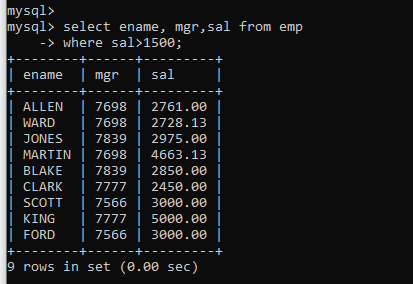 mysql>
mysql> select ename, mgr,sal from emp
    -> where sal>1500;
+--------+------+---------+
| ename  | mgr  | sal     |
+--------+------+---------+
| ALLEN  | 7698 | 2761.00 |
| WARD   | 7698 | 2728.13 |
| JONES  | 7839 | 2975.00 |
| MARTIN | 7698 | 4663.13 |
| BLAKE  | 7839 | 2850.00 |
| CLARK  | 7777 | 2450.00 |
| SCOTT  | 7566 | 3000.00 |
| KING   | 7777 | 5000.00 |
| FORD   | 7566 | 3000.00 |
+--------+------+---------+
9 rows in set (0.00 sec)